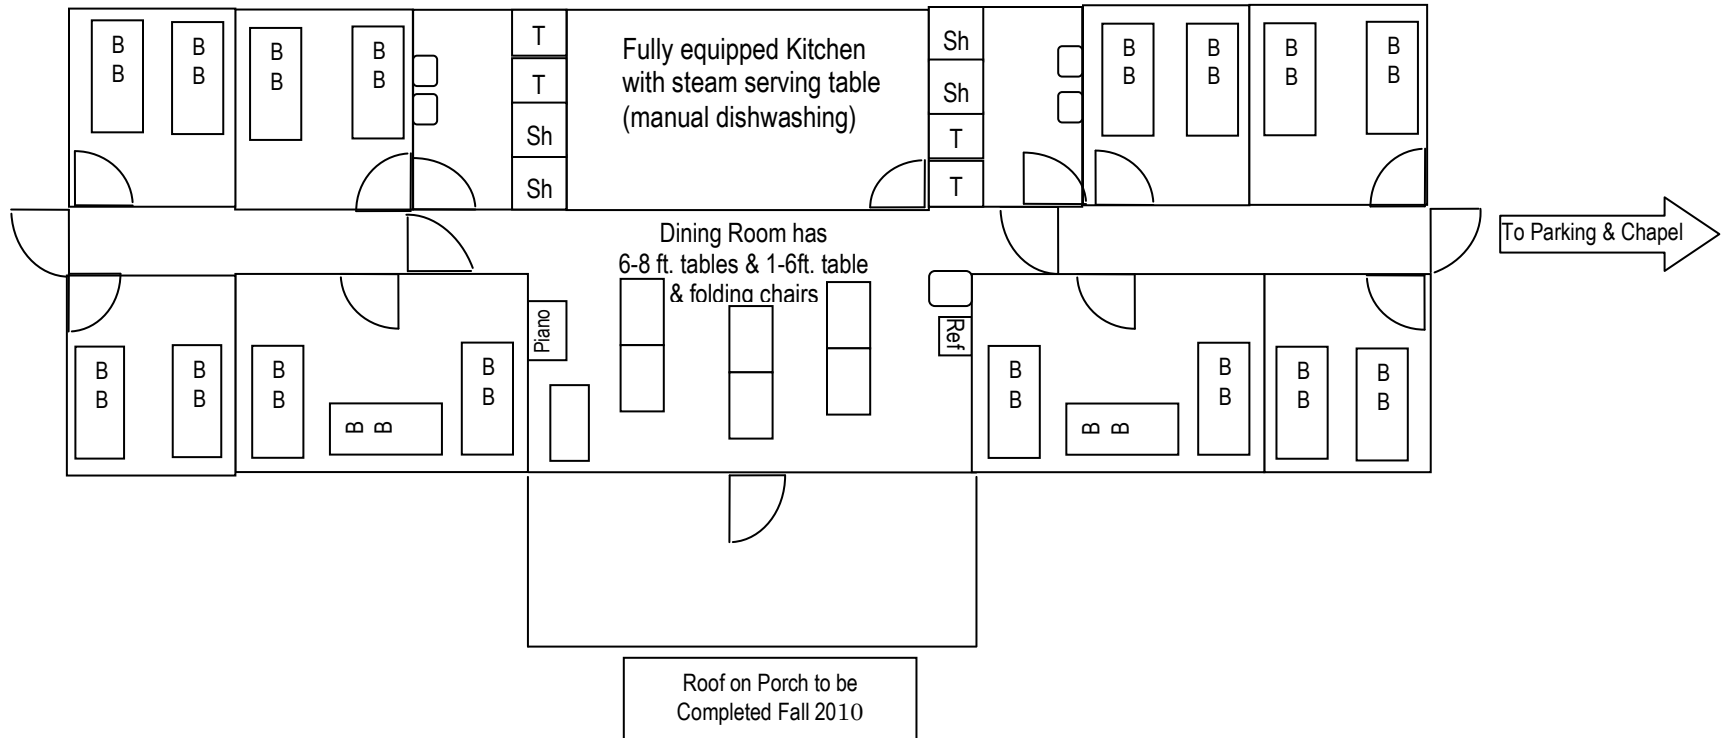 B B B B
B B B B
T
T
Sh
Sh
Fully equipped Kitchen
with steam serving table
(manual dishwashing)
Sh
Sh
T
T
B B B B
B B B B
Dining Room has
6-8 ft. tables & 1-6ft. table
& folding chairs
To Parking & Chapel
Piano
Ref
B B B B
B B B B
B B
B B B B
B B B B
B B
Roof on Porch to be
Completed Fall 2010